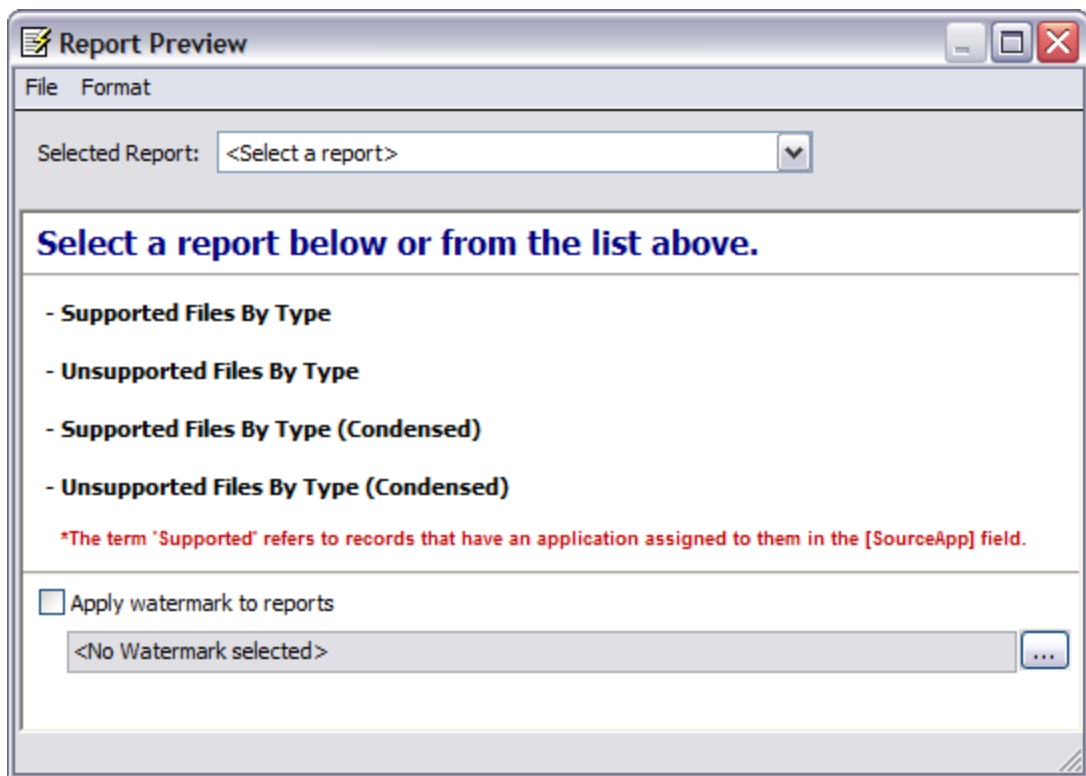 Report Preview
File Format
Selected Report: <Select a report>
Select a report below or from the list above.
- Supported Files By Type
- Unsupported Files By Type
- Supported Files By Type (Condensed)
- Unsupported Files By Type (Condensed)
*The term "Supported" refers to records that have an application assigned to them in the [SourceApp] field.
Apply watermark to reports
<No Watermark selected> ...